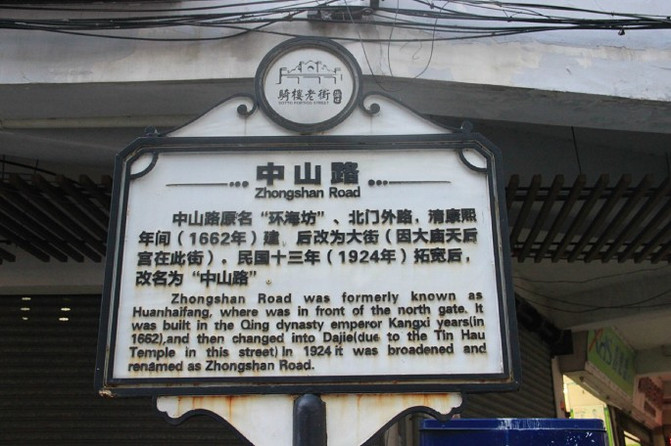 骑楼老街
中山路
Zhongshan Road
中山路原名“环海坊”、北门外路，清康熙
年间（1662年）建，后改为大街（因大庙天后
宫在此街），民国十三年（1924年）拓宽后，
改名为“中山路”
Zhongshan Road was formerly known as
Huanhaifang, where was in front of the north gate. It
was built in the Qing dynasty emperor Kangxi years(in
1662),and then changed into Dajie(due to the Tin Hau
Temple in this street) In 1924 it was broadened and
renamed as Zhongshan Road.